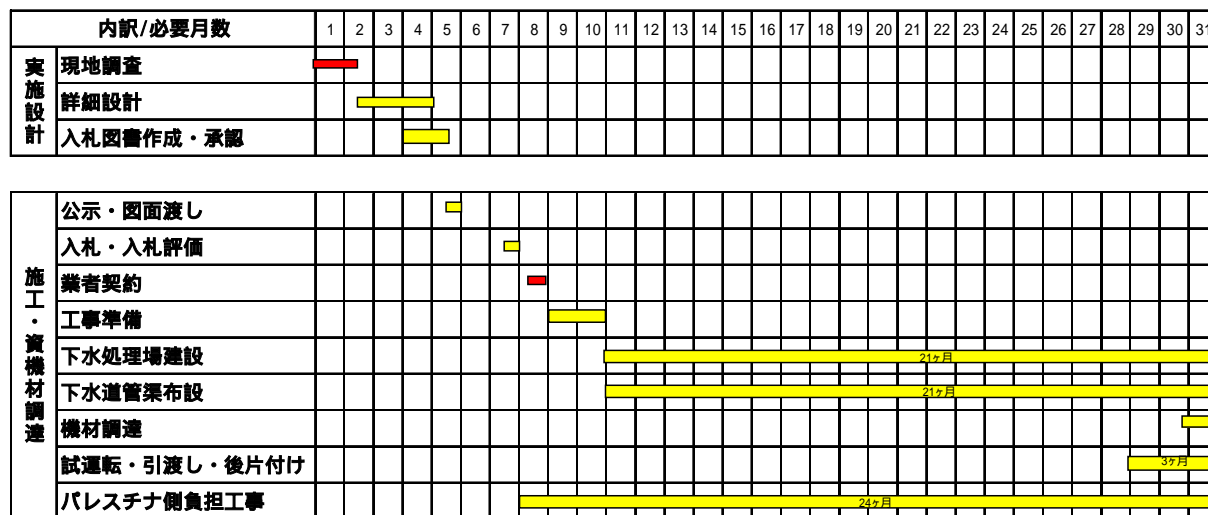 内訳/必要月数 1 2 3 4 5 6 7 8 9 10 11 12 13 14 15 16 17 18 19 20 21 22 23 24 25 26 27 28 29 30 31
実施設計
現地調査
詳細設計
入札図書作成・承認
施工・資機材調達
公示・図面渡し
入札・入札評価
業者契約
工事準備
下水処理場建設 21ヶ月
下水道管渠布設 21ヶ月
機材調達
試運転・引渡し・後片付け 3ヶ月
パレスチナ側負担工事 24ヶ月